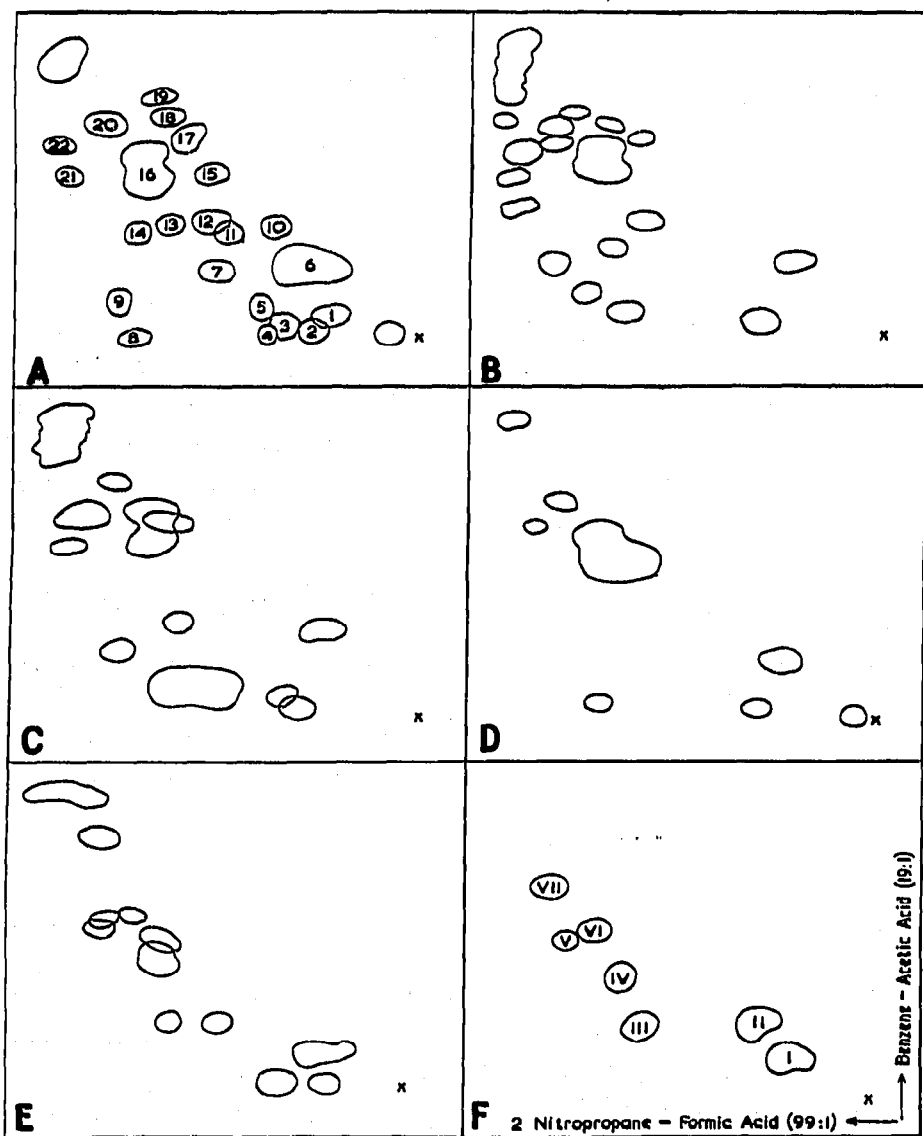 19
18
20
17
22
16
15
21
12
13
10
14
11
7
6
9
5
1
3
2
4
8
x
A
x
B
x
C
x
D
x
E
VII
VI
V
IV
III
II
I
x
F
2 Nitropropane – Formic Acid (99:1)
Benzene – Acetic Acid (19:1)